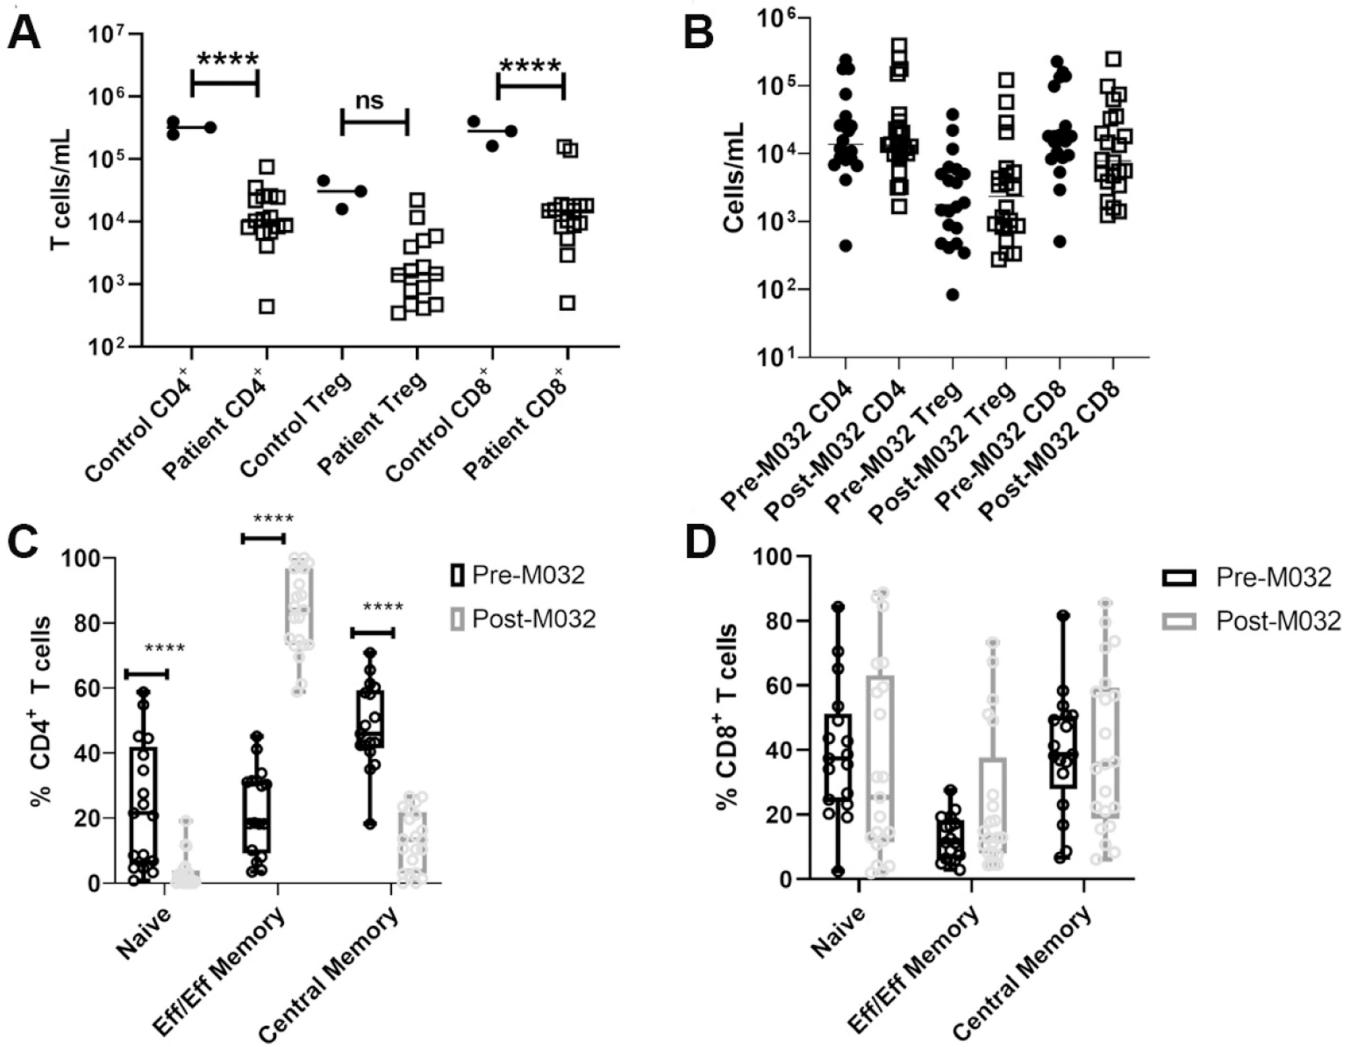 A
T cells/mL
10⁷
10⁶
10⁵
10⁴
10³
10²
****
ns
****
Control CD4⁺
Patient CD4⁺
Control Treg
Patient Treg
Control CD8⁺
Patient CD8⁺
B
Cells/mL
10⁶
10⁵
10⁴
10³
10²
10¹
Pre-M032 CD4
Post-M032 CD4
Pre-M032 Treg
Post-M032 Treg
Pre-M032 CD8
Post-M032 CD8
C
% CD4⁺ T cells
100
80
60
40
20
0
****
****
****
Pre-M032
Post-M032
Naive
Eff/Eff Memory
Central Memory
D
% CD8⁺ T cells
100
80
60
40
20
0
Pre-M032
Post-M032
Naive
Eff/Eff Memory
Central Memory